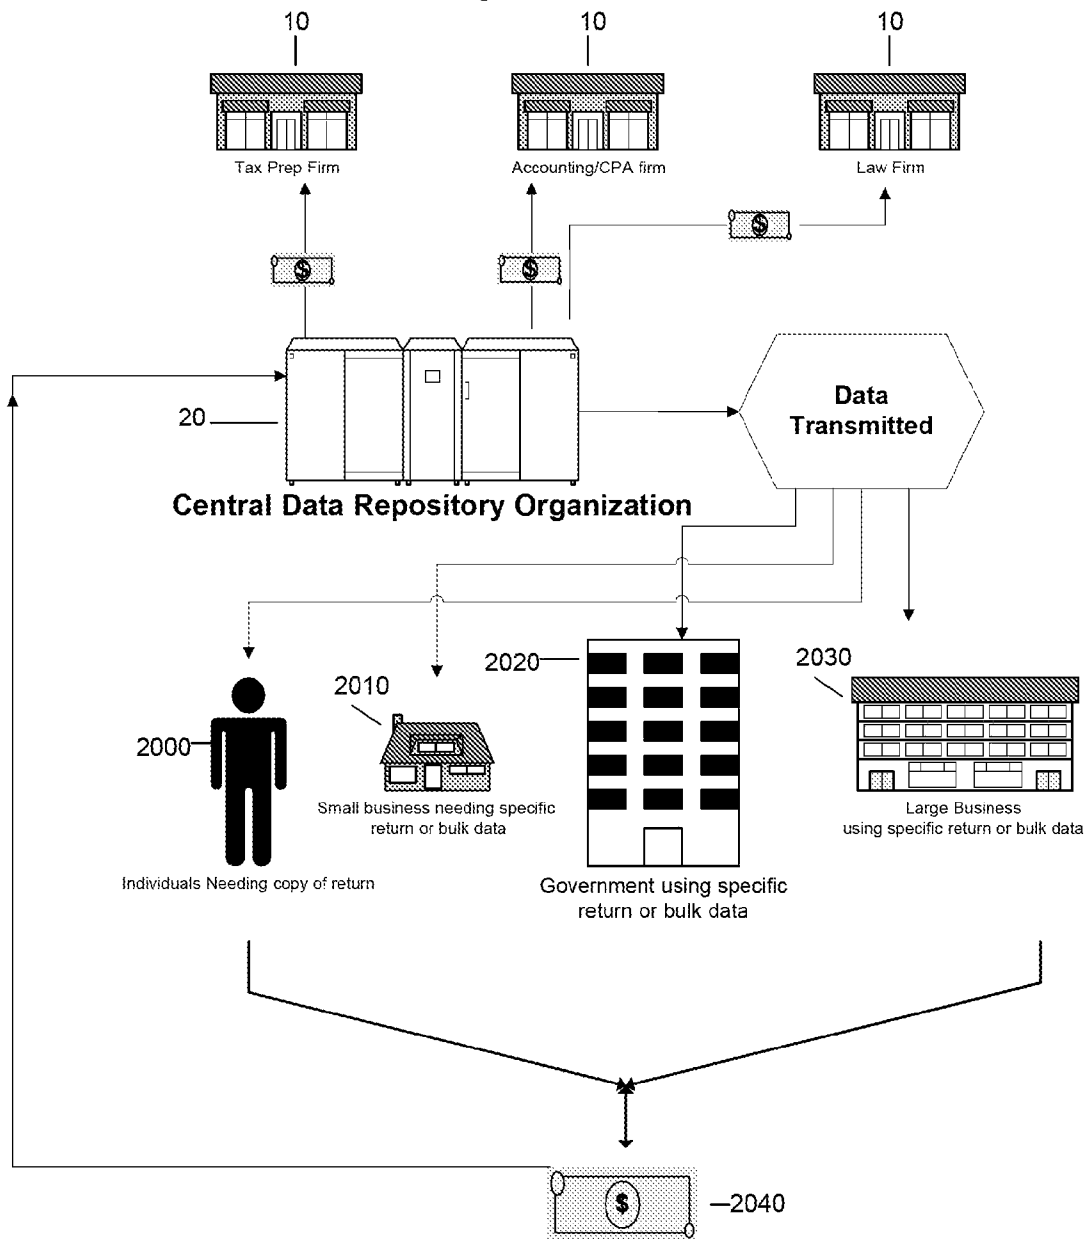 10
10
10
Tax Prep Firm
Accounting/CPA firm
Law Firm
$
$
$
20
Data
Transmitted
Central Data Repository Organization
2020
2030
2010
2000
Small business needing specific
return or bulk data
Large Business
using specific return or bulk data
Individuals Needing copy of return
Government using specific
return or bulk data
$
2040